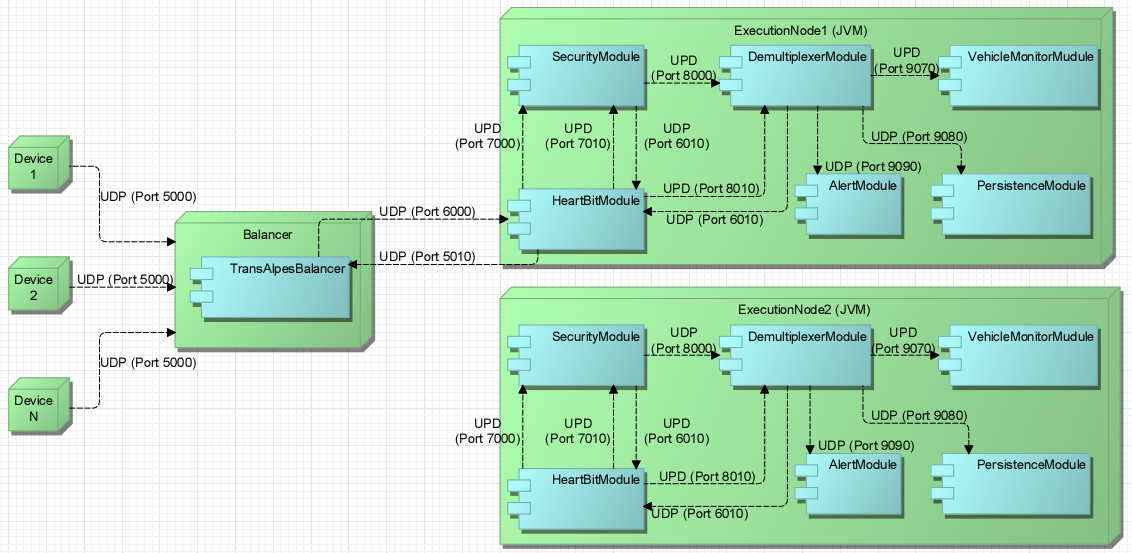 Device
1
UDP (Port 5000)
Device
2
UDP (Port 5000)
Device
N
UDP (Port 5000)
Balancer
TransAlpesBalancer
UDP (Port 6000)
UDP (Port 5010)
ExecutionNode1 (JVM)
SecurityModule
UPD
(Port 8000)
DemultiplexerModule
UPD
(Port 9070)
VehicleMonitorMudule
UPD
(Port 7000)
UPD
(Port 7010)
UDP
(Port 6010)
UDP (Port 9080)
UDP (Port 9090)
HeartBitModule
UPD (Port 8010)
UDP (Port 6010)
AlertModule
PersistenceModule
ExecutionNode2 (JVM)
SecurityModule
UDP
(Port 8000)
DemultiplexerModule
UPD
(Port 9070)
VehicleMonitorMudule
UPD
(Port 7000)
UPD
(Port 7010)
UPD
(Port 6010)
UDP (Port 9080)
UDP (Port 9090)
HeartBitModule
UPD (Port 8010)
UDP (Port 6010)
AlertModule
PersistenceModule